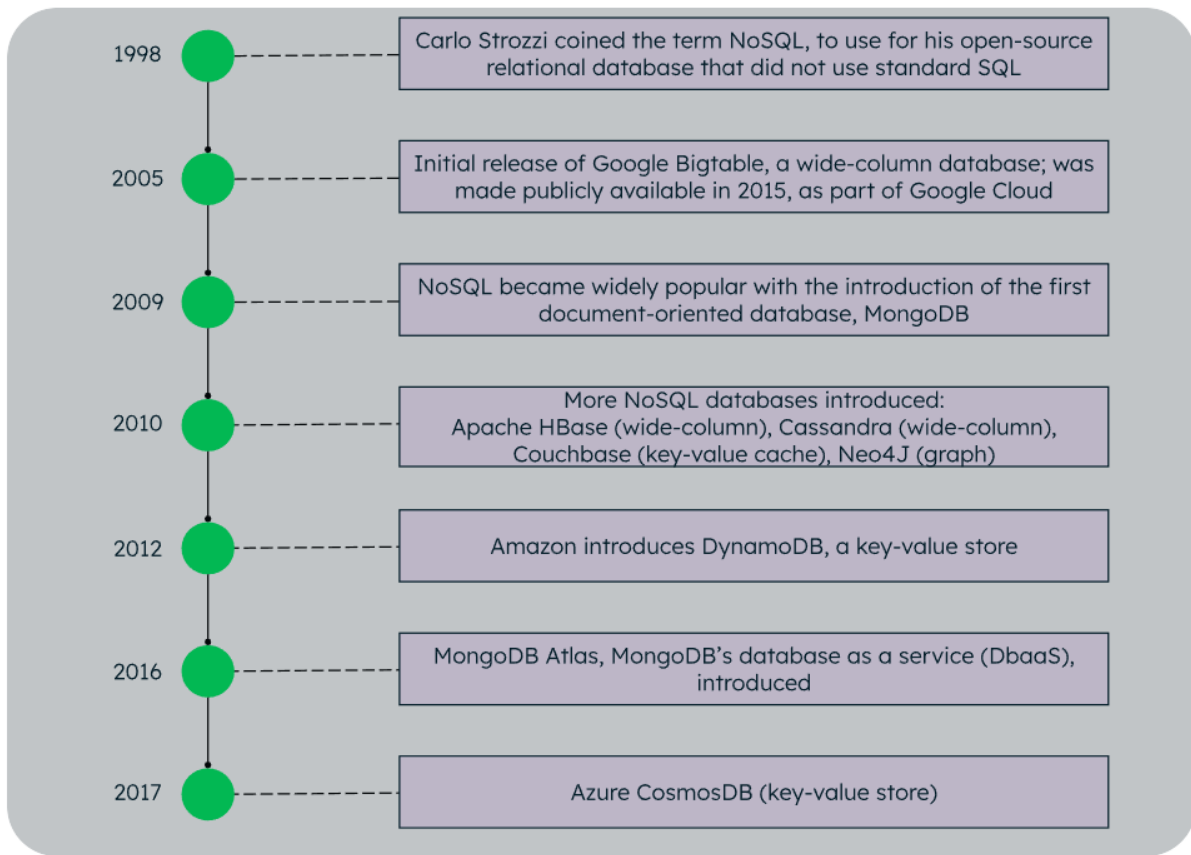 1998
Carlo Strozzi coined the term NoSQL, to use for his open-source
relational database that did not use standard SQL
2005
Initial release of Google Bigtable, a wide-column database; was
made publicly available in 2015, as part of Google Cloud
2009
NoSQL became widely popular with the introduction of the first
document-oriented database, MongoDB
2010
More NoSQL databases introduced:
Apache HBase (wide-column), Cassandra (wide-column),
Couchbase (key-value cache), Neo4J (graph)
2012
Amazon introduces DynamoDB, a key-value store
2016
MongoDB Atlas, MongoDB’s database as a service (DbaaS),
introduced
2017
Azure CosmosDB (key-value store)